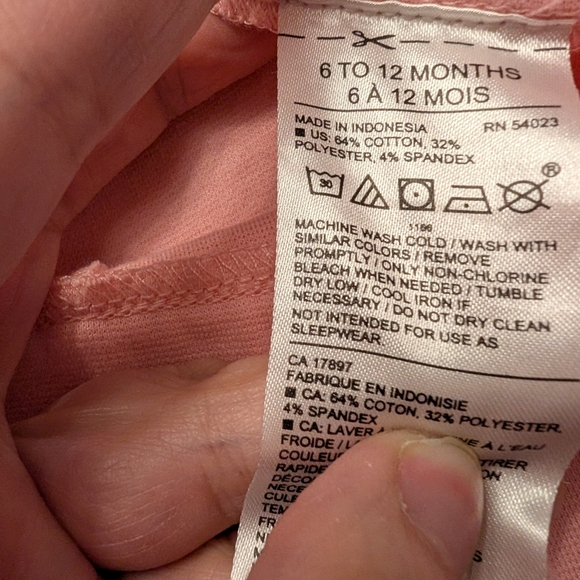 6 TO 12 MONTHS
6 À 12 MOIS
MADE IN INDONESIA RN 54023
US: 64% COTTON, 32%
POLYESTER, 4% SPANDEX
30
®
1156
MACHINE WASH COLD / WASH WITH
SIMILAR COLORS / REMOVE
PROMPTLY / ONLY NON-CHLORINE
BLEACH WHEN NEEDED / TUMBLE
DRY LOW / COOL IRON IF
NECESSARY / DO NOT DRY CLEAN
NOT INTENDED FOR USE AS
SLEEPWEAR
CA 17897
FABRIQUE EN INDONISIE
CA: 64% COTON, 32% POLYESTER,
4% SPANDEX
CA: LAVER À L'EAU
FROIDE /
COULEU
RAPIDE